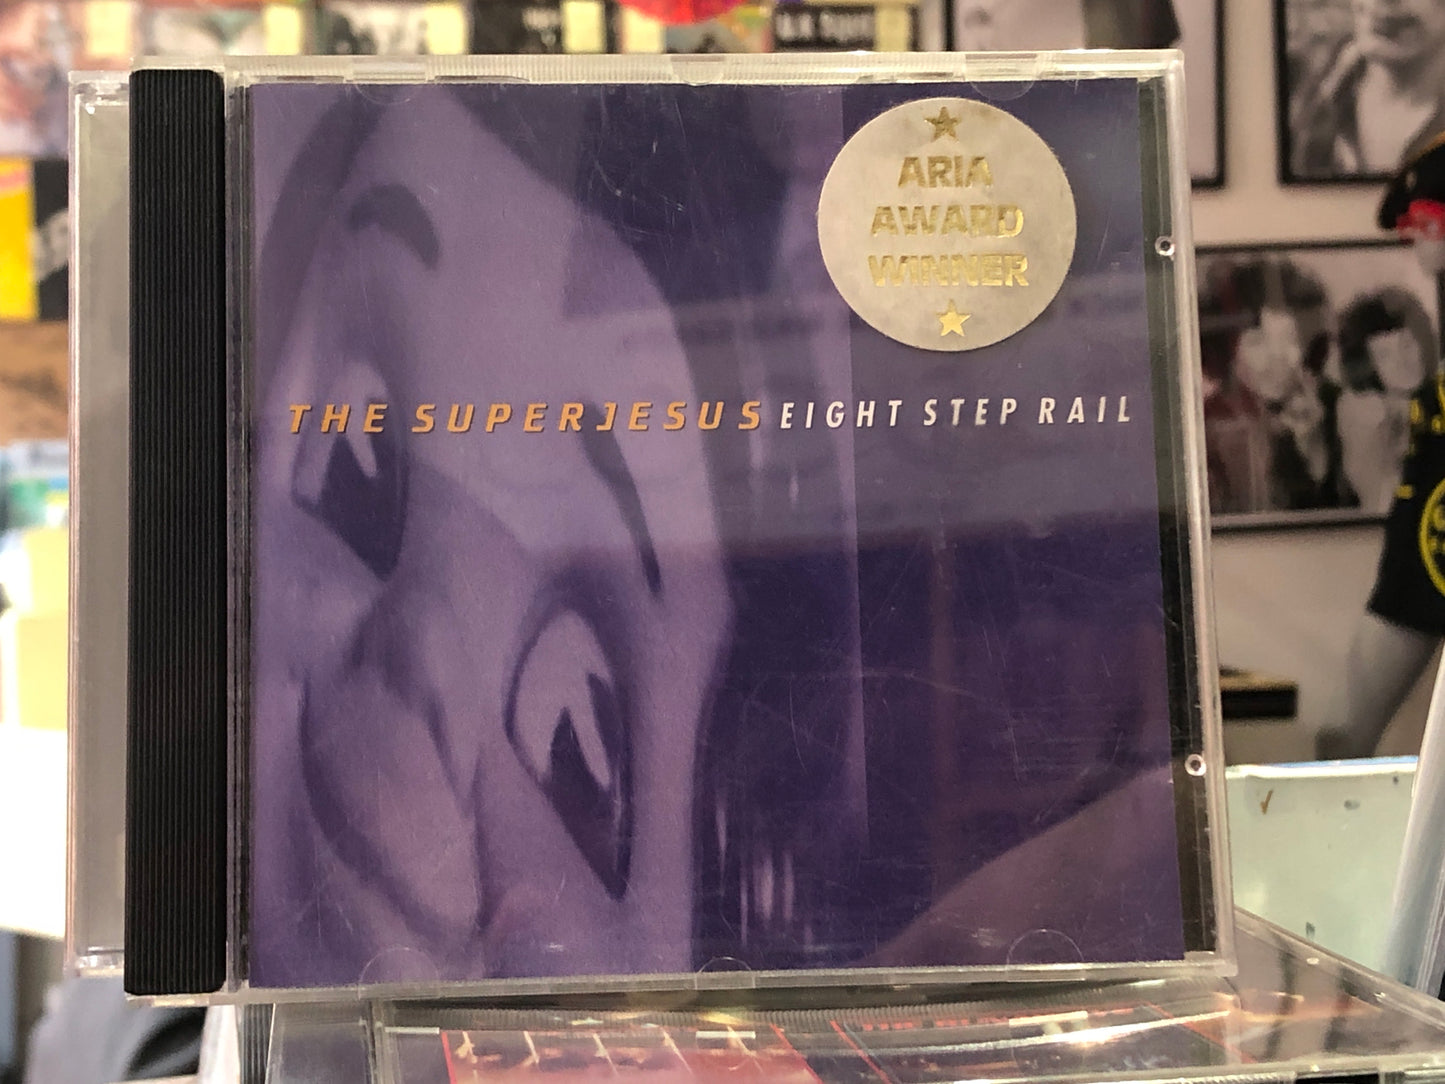 ARIA
AWARD
WINNER
THE SUPERJESUS EIGHT STEP RAIL